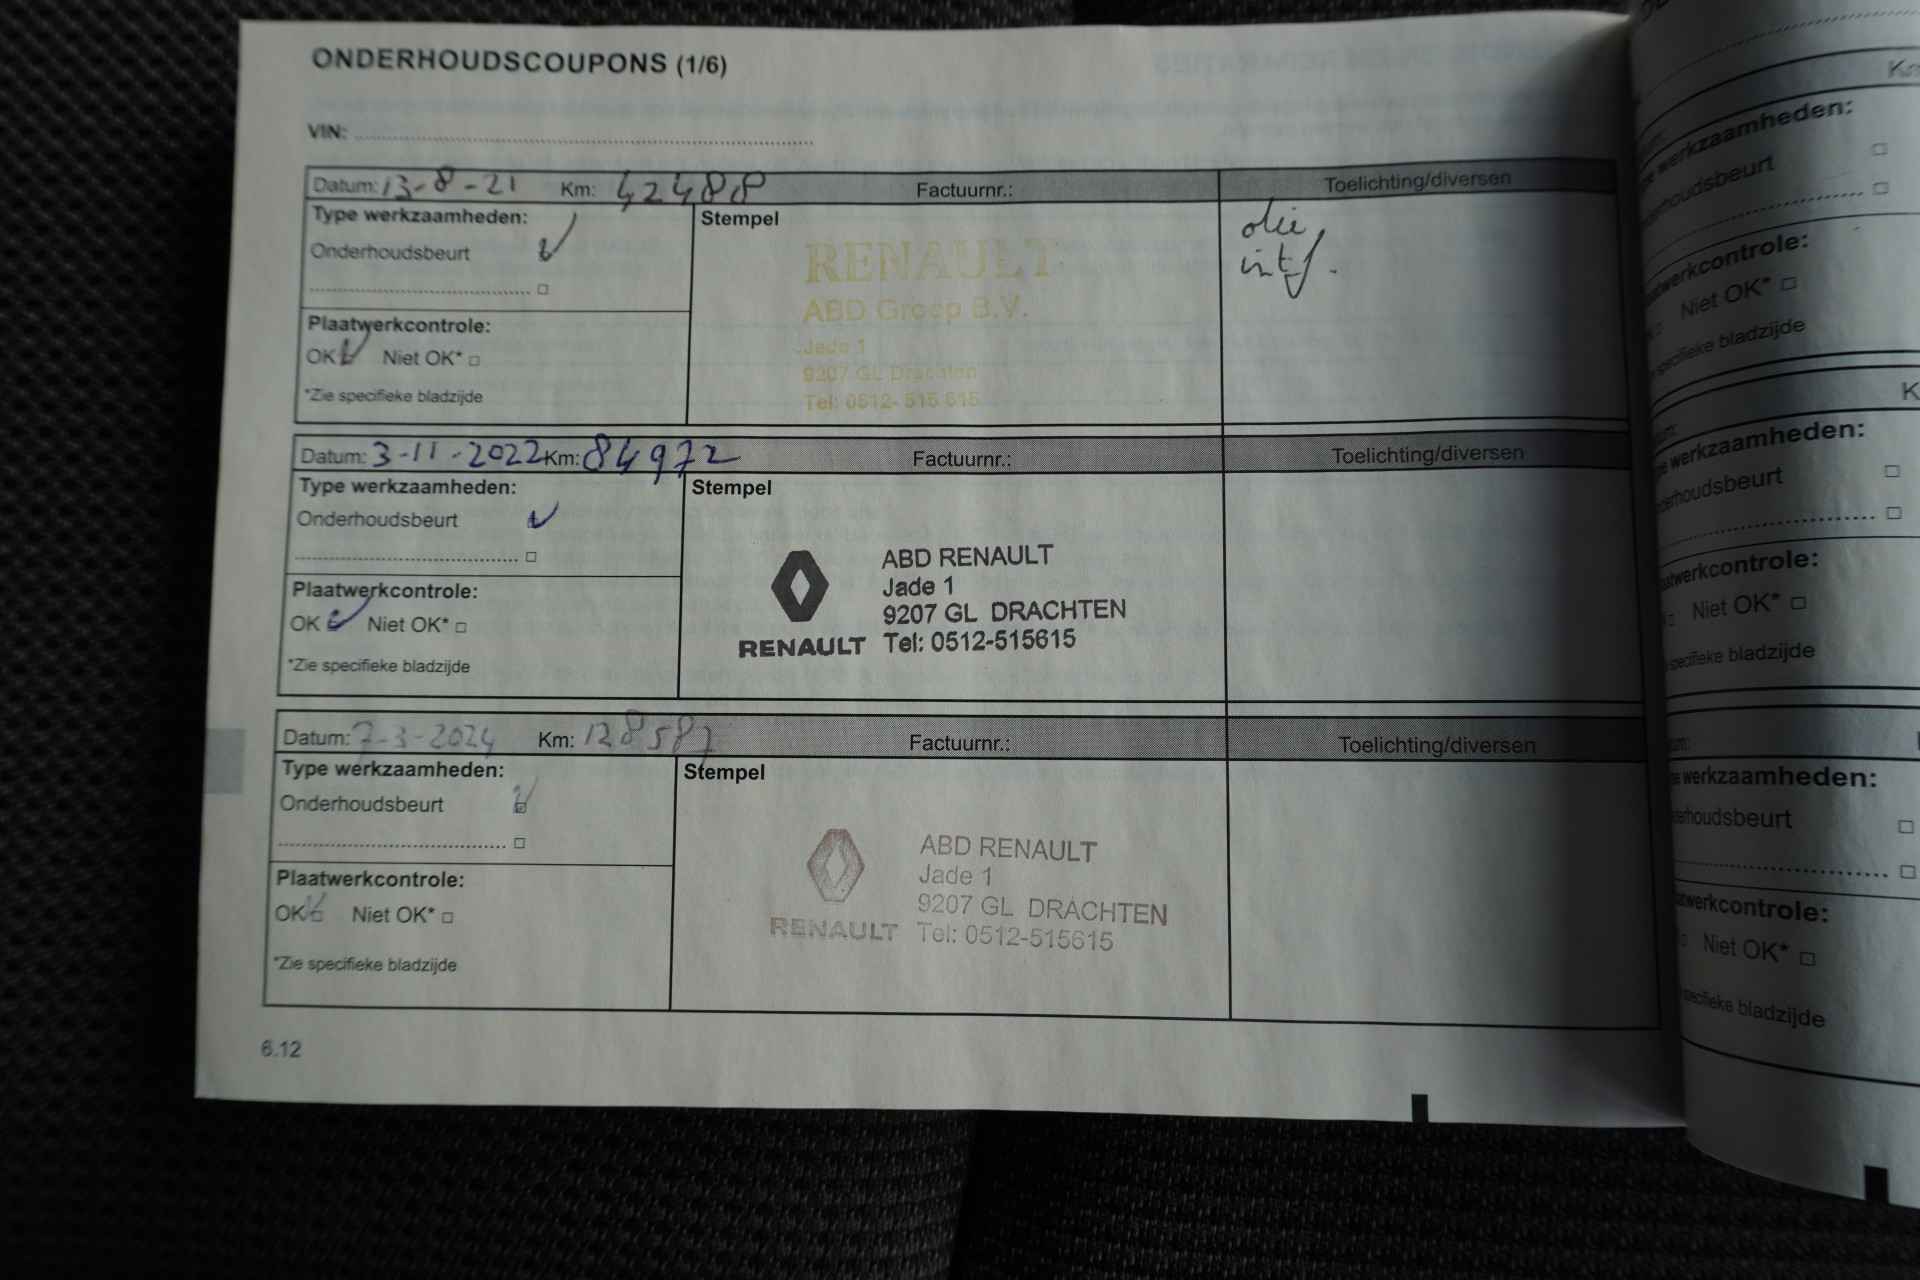 ONDERHOUDSCOUPONS (1/6)
VIN:
Datum: 13-8-21 Km: 42488 Factuurnr.: Toelichting/diversen
Type werkzaamheden:
Onderhoudsbeurt
Stempel
RENAULT
ABD Groep B.V.
Jade 1
9207 GL Drachten
Tel: 0512-515 615
olie
int
Plaatwerkcontrole:
OK Niet OK*
*Zie specifieke bladzijde
Datum: 3-11-2022 Km: 84972 Factuurnr.: Toelichting/diversen
Type werkzaamheden:
Onderhoudsbeurt
Stempel
ABD RENAULT
Jade 1
9207 GL DRACHTEN
RENAULT Tel: 0512-515615
Plaatwerkcontrole:
OK Niet OK*
*Zie specifieke bladzijde
Datum: 7-3-2024 Km: 128587 Factuurnr.: Toelichting/diversen
Type werkzaamheden:
Onderhoudsbeurt
Stempel
ABD RENAULT
Jade 1
9207 GL DRACHTEN
RENAULT Tel: 0512-515615
Plaatwerkcontrole:
OK Niet OK*
*Zie specifieke bladzijde
6.12
werkzaamheden:
Niet OK*
bladzijde
werkzaamheden:
Niet OK*
specifieke bladzijde
werkzaamheden:
Niet OK*
bladzijde